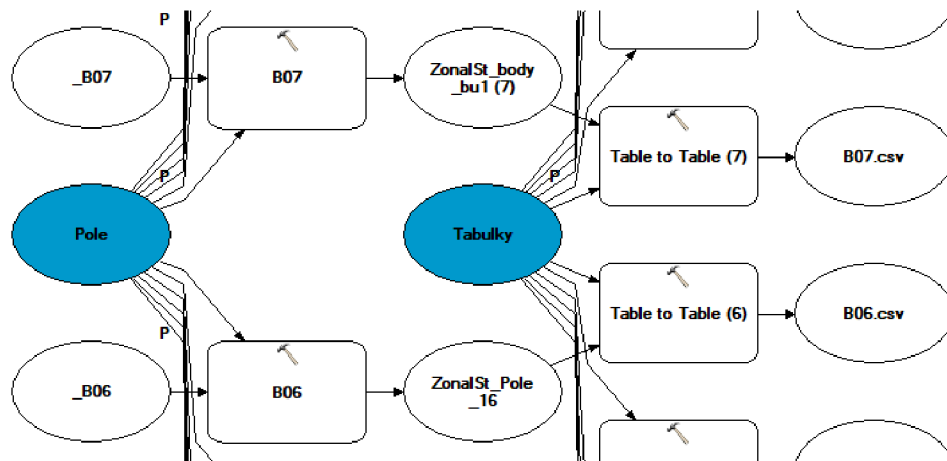 P
_B07
B07
ZonalSt_body
_bu1 (7)
Table to Table (7)
B07.csv
P
P
Pole
Tabulky
Table to Table (6)
B06.csv
P
_B06
B06
ZonalSt_Pole
_16